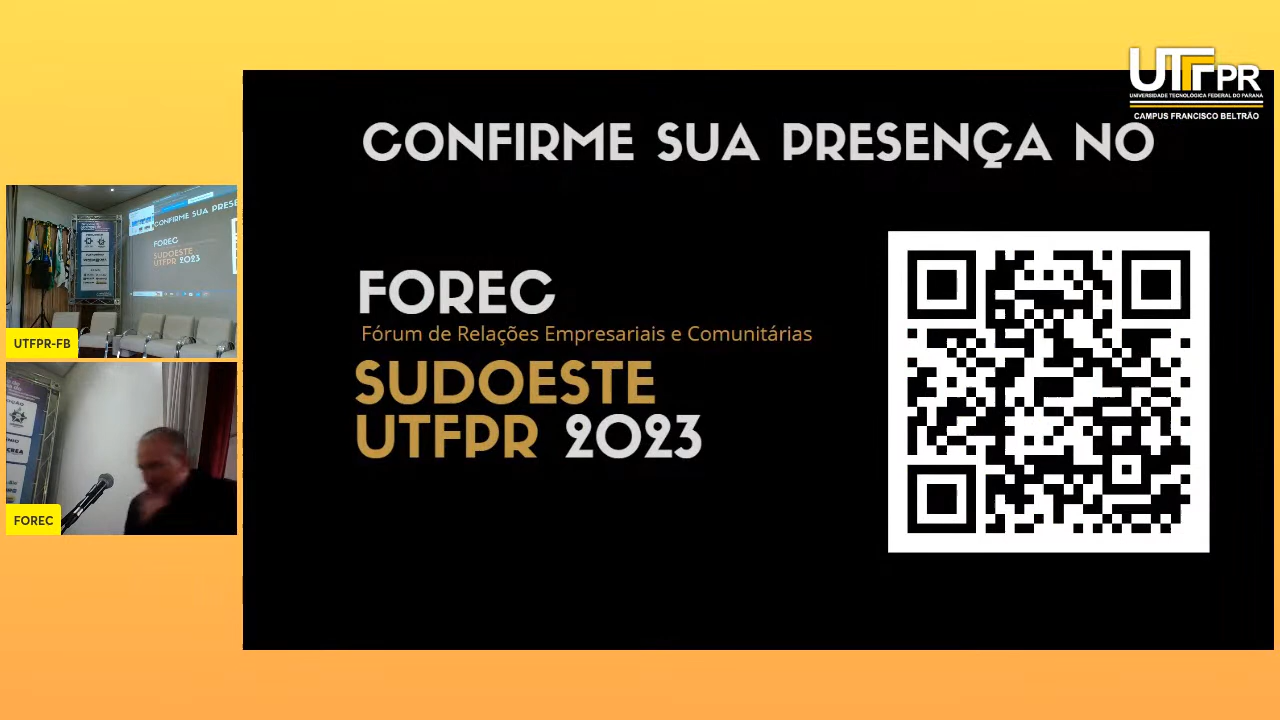 UTFPR
UNIVERSIDADE TECNOLÓGICA FEDERAL DO PARANÁ
CAMPUS FRANCISCO BELTRÃO
CONFIRME SUA PRESENÇA NO
FOREC
Fórum de Relações Empresariais e Comunitárias
SUDOESTE
UTFPR 2023
CONFIRME SUA PRESE
FOREC
SUDOESTE
UTFPR 2023
UTFPR-FB
CREA
FOREC